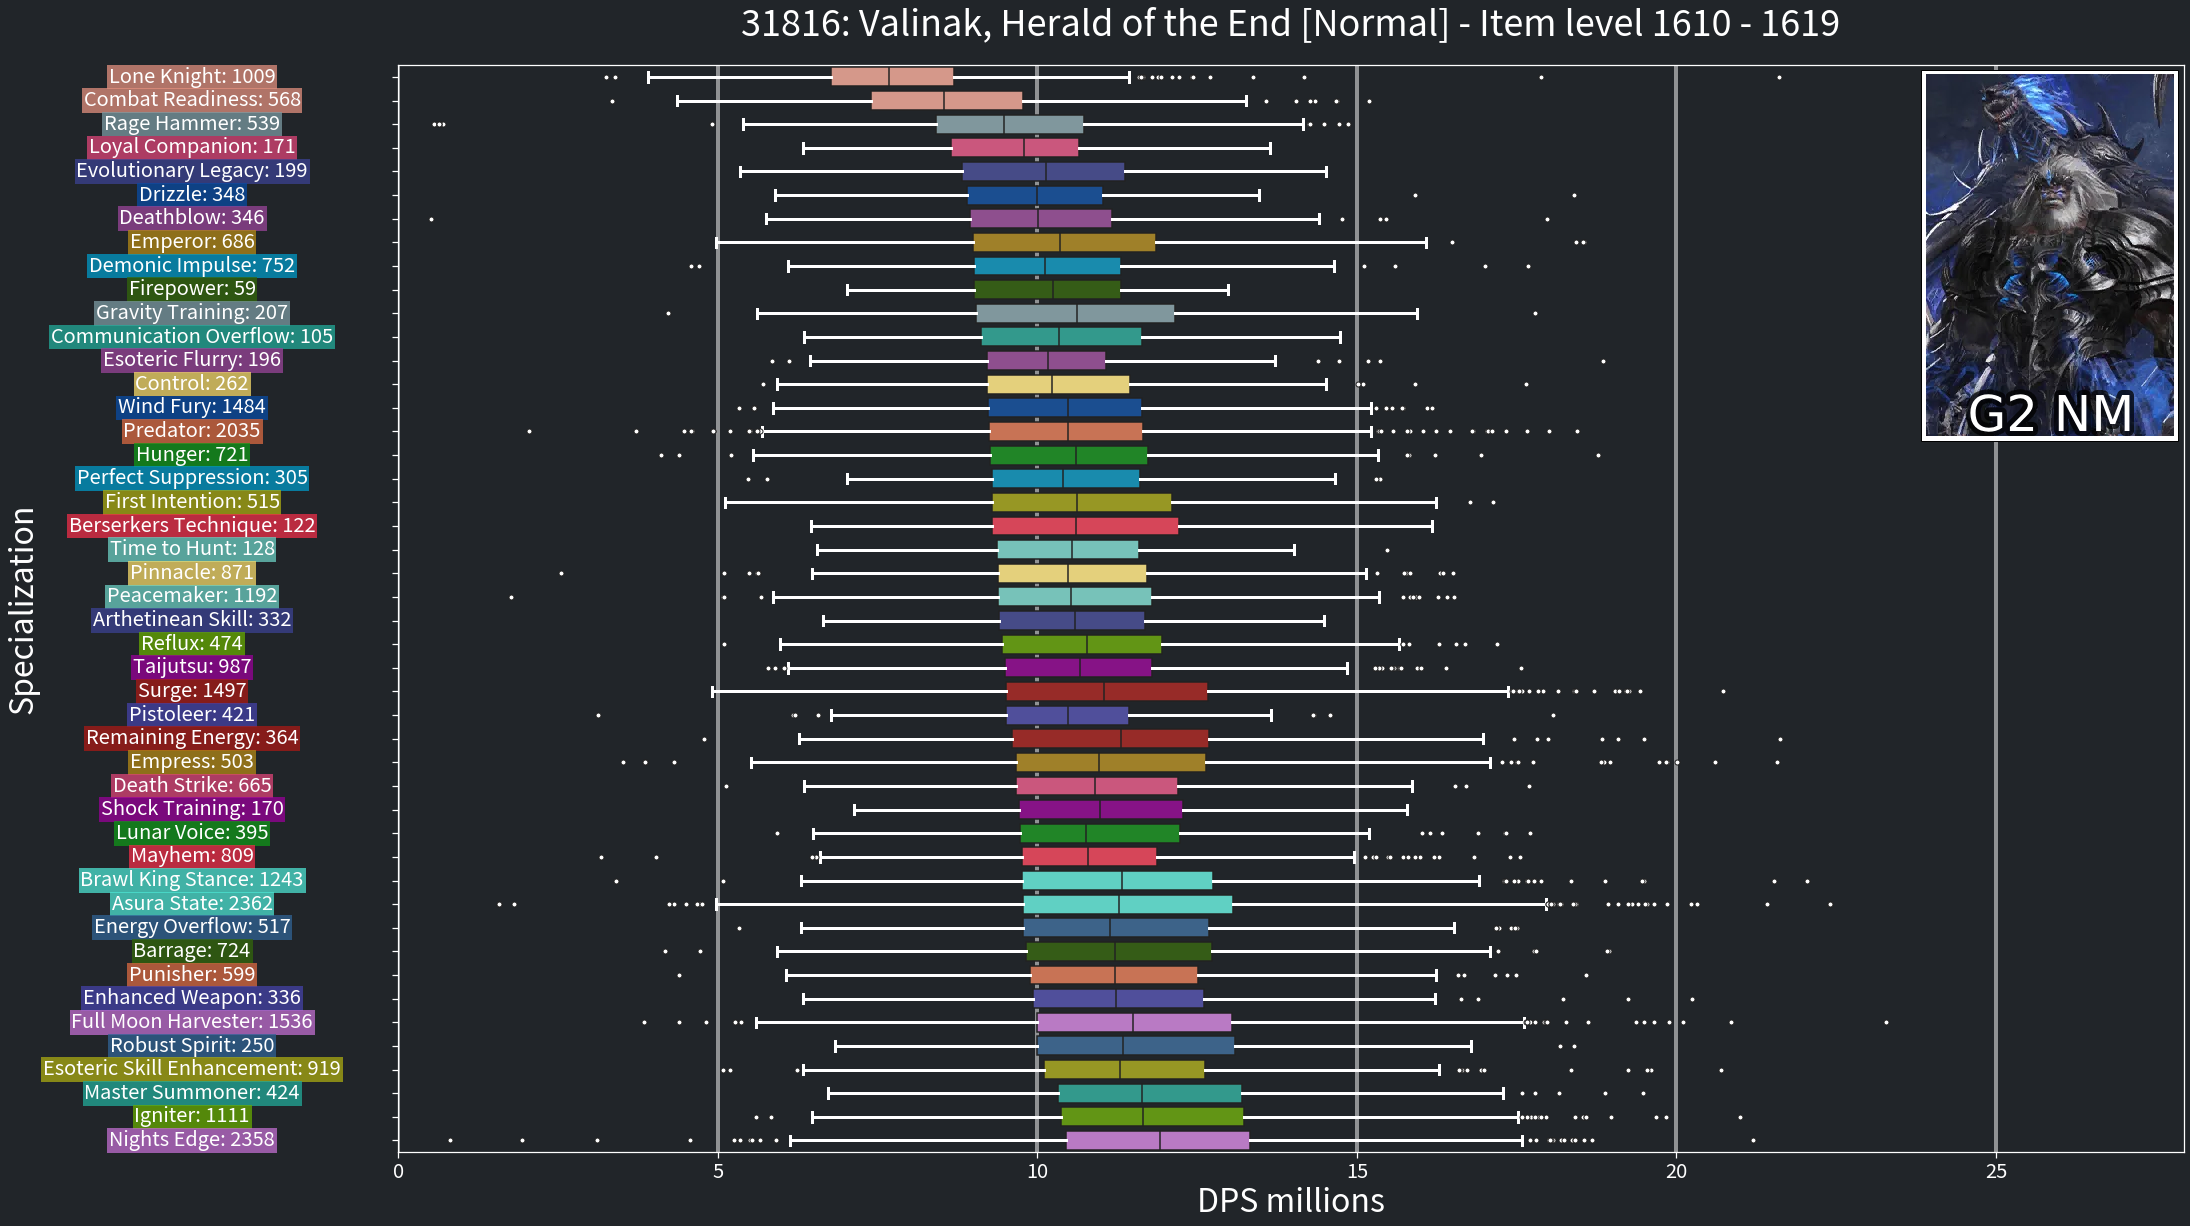 31816: Valinak, Herald of the End [Normal] - Item level 1610 - 1619
Lone Knight: 1009
Combat Readiness: 568
Rage Hammer: 539
Loyal Companion: 171
Evolutionary Legacy: 199
Drizzle: 348
Deathblow: 346
Emperor: 686
Demonic Impulse: 752
Firepower: 59
Gravity Training: 207
Communication Overflow: 105
Esoteric Flurry: 196
Control: 262
Wind Fury: 1484
Predator: 2035
Hunger: 721
Perfect Suppression: 305
First Intention: 515
Berserkers Technique: 122
Time to Hunt: 128
Pinnacle: 871
Peacemaker: 1192
Arthetinean Skill: 332
Reflux: 474
Taijutsu: 987
Surge: 1497
Pistoleer: 421
Remaining Energy: 364
Empress: 503
Death Strike: 665
Shock Training: 170
Lunar Voice: 395
Mayhem: 809
Brawl King Stance: 1243
Asura State: 2362
Energy Overflow: 517
Barrage: 724
Punisher: 599
Enhanced Weapon: 336
Full Moon Harvester: 1536
Robust Spirit: 250
Esoteric Skill Enhancement: 919
Master Summoner: 424
Igniter: 1111
Nights Edge: 2358
Specialization
G2 NM
0 5 10 15 20 25
DPS millions